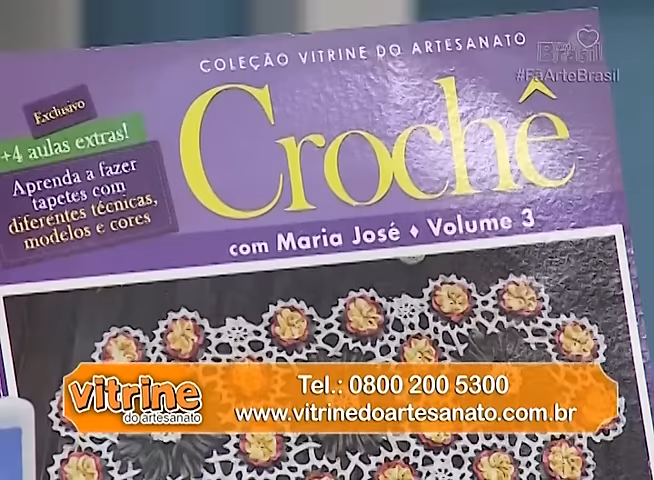 COLEÇÃO VITRINE DO ARTESANATO
Brasil
#FaArteBrasil
Exclusivo
+4 aulas extras!
Aprenda a fazer
tapetes com
diferentes técnicas,
modelos e cores
Crochê
com Maria José ♦ Volume 3
vitrine
do artesanato
Tel.: 0800 200 5300
www.vitrinedoartesanato.com.br